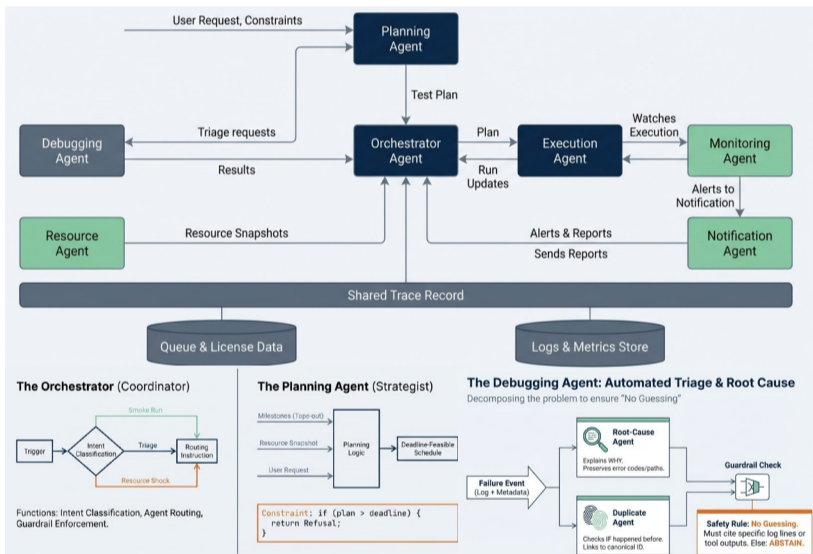 User Request, Constraints
Planning
Agent
Test Plan
Debugging
Agent
Triage requests
Results
Orchestrator
Agent
Plan
Run
Updates
Execution
Agent
Watches
Execution
Monitoring
Agent
Alerts to
Notification
Resource
Agent
Resource Snapshots
Alerts & Reports
Sends Reports
Notification
Agent
Shared Trace Record
Queue & License Data
Logs & Metrics Store
The Orchestrator (Coordinator)
Smoke Run
Trigger
Intent
Classification
Triage
Routing
Instruction
Resource Shock
Functions: Intent Classification, Agent Routing,
Guardrail Enforcement.
The Planning Agent (Strategist)
Milestones (Tape-out)
Resource Snapshot
User Request
Planning
Logic
Deadline-Feasible
Schedule
Constraint: if (plan > deadline) {
return Refusal;
}
The Debugging Agent: Automated Triage & Root Cause
Decomposing the problem to ensure "No Guessing"
Failure Event
(Log + Metadata)
Root-Cause
Agent
Explains WHY.
Preserves error codes/paths.
Duplicate
Agent
Checks IF happened before.
Links to canonical ID.
Guardrail Check
Safety Rule: No Guessing.
Must cite specific log lines or
tool outputs. Else: ABSTAIN.